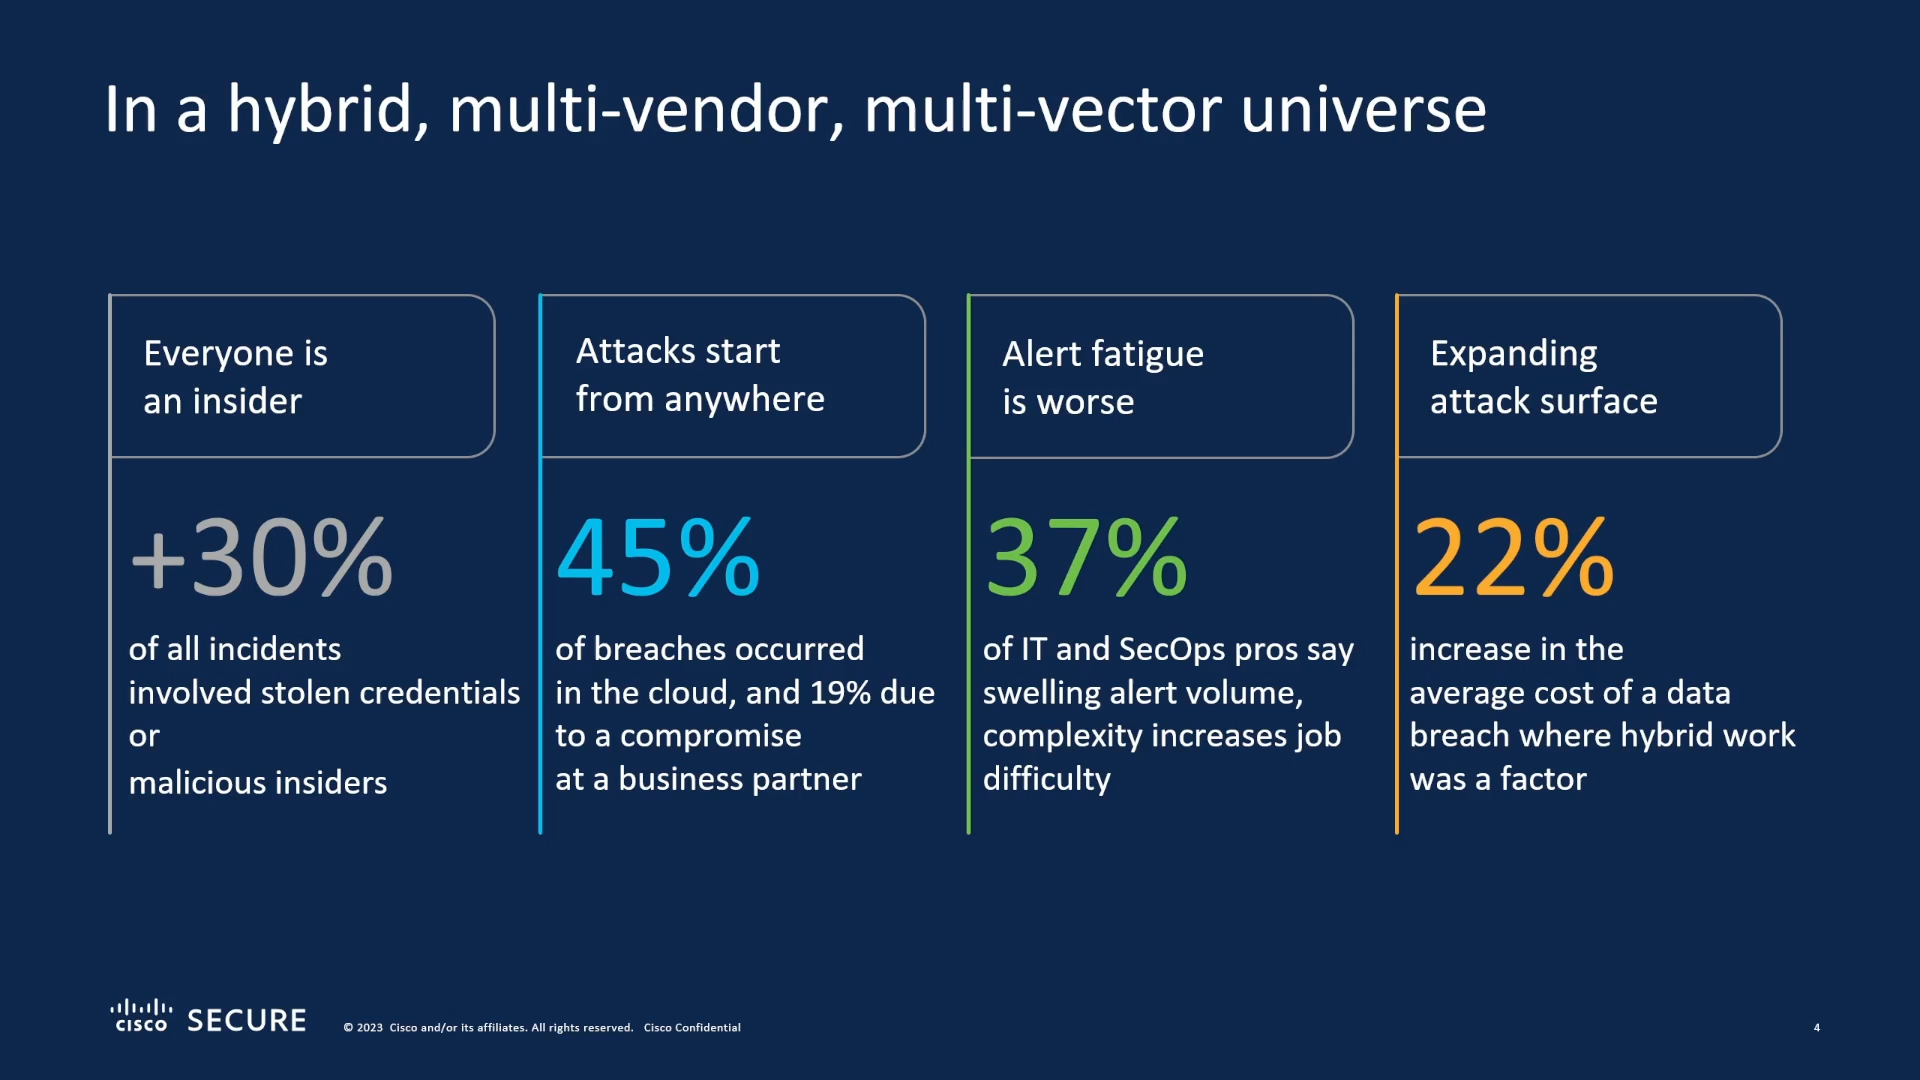 In a hybrid, multi-vendor, multi-vector universe
Everyone is
an insider
+30%
of all incidents
involved stolen credentials
or
malicious insiders
Attacks start
from anywhere
45%
of breaches occurred
in the cloud, and 19% due
to a compromise
at a business partner
Alert fatigue
is worse
37%
of IT and SecOps pros say
swelling alert volume,
complexity increases job
difficulty
Expanding
attack surface
22%
increase in the
average cost of a data
breach where hybrid work
was a factor
CISCO SECURE
© 2023 Cisco and/or its affiliates. All rights reserved. Cisco Confidential
4